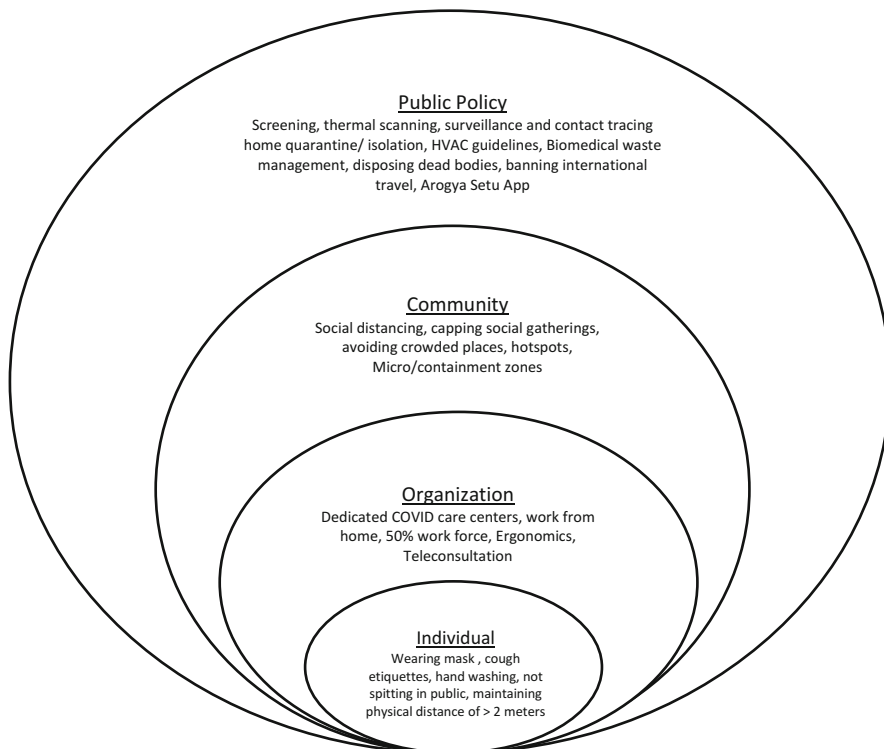 Public Policy
Screening, thermal scanning, surveillance and contact tracing
home quarantine/ isolation, HVAC guidelines, Biomedical waste
management, disposing dead bodies, banning international
travel, Arogya Setu App
Community
Social distancing, capping social gatherings,
avoiding crowded places, hotspots,
Micro/containment zones
Organization
Dedicated COVID care centers, work from
home, 50% work force, Ergonomics,
Teleconsultation
Individual
Wearing mask , cough
etiquettes, hand washing, not
spitting in public, maintaining
physical distance of > 2 meters